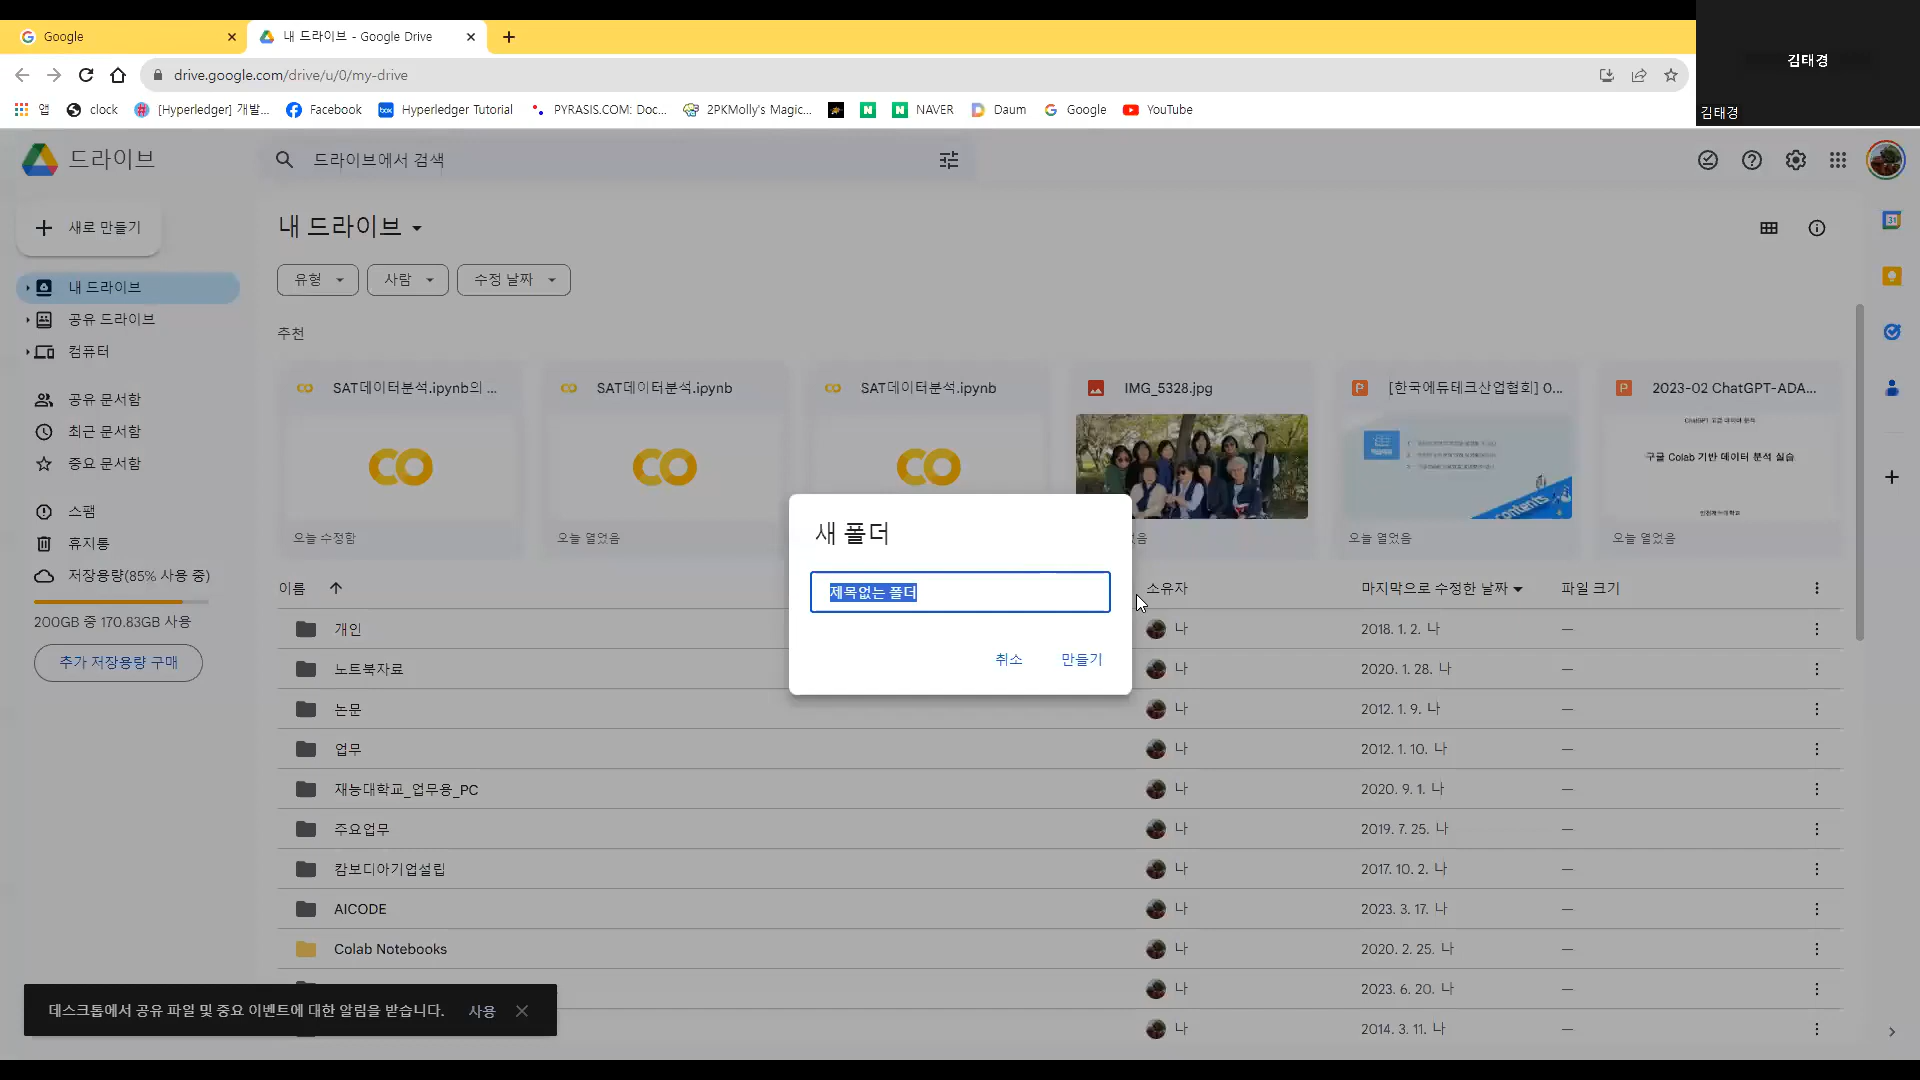 Google
내 드라이브 - Google Drive
김태경
김태경
drive.google.com/drive/u/0/my-drive
앱
clock
[Hyperledger] 개발...
Facebook
Hyperledger Tutorial
PYRASIS.COM: Doc...
2PKMolly's Magic...
NAVER
Daum
Google
YouTube
드라이브
드라이브에서 검색
새로 만들기
내 드라이브
공유 드라이브
컴퓨터
공유 문서함
최근 문서함
중요 문서함
스팸
휴지통
저장용량(85% 사용 중)
200GB 중 170.83GB 사용
추가 저장용량 구매
내 드라이브
유형
사람
수정 날짜
추천
SAT데이터분석.ipynb의 ...
오늘 수정함
SAT데이터분석.ipynb
오늘 열었음
SAT데이터분석.ipynb
IMG_5328.jpg
[한국에듀테크산업협회] 0...
contents
오늘 열었음
2023-02 ChatGPT-ADA...
ChatGPT 고급 데이터 분석
구글 Colab 기반 데이터 분석 실습
오늘 열었음
새 폴더
제목없는 폴더
취소
만들기
이름
소유자
마지막으로 수정한 날짜
파일 크기
개인
나
2018. 1. 2. 나
—
노트북자료
나
2020. 1. 28. 나
—
논문
나
2012. 1. 9. 나
—
업무
나
2012. 1. 10. 나
—
재능대학교_업무용_PC
나
2020. 9. 1. 나
—
주요업무
나
2019. 7. 25. 나
—
캄보디아기업설립
나
2017. 10. 2. 나
—
AICODE
나
2023. 3. 17. 나
—
Colab Notebooks
나
2020. 2. 25. 나
—
나
2023. 6. 20. 나
—
나
2014. 3. 11. 나
—
데스크톱에서 공유 파일 및 중요 이벤트에 대한 알림을 받습니다.
사용